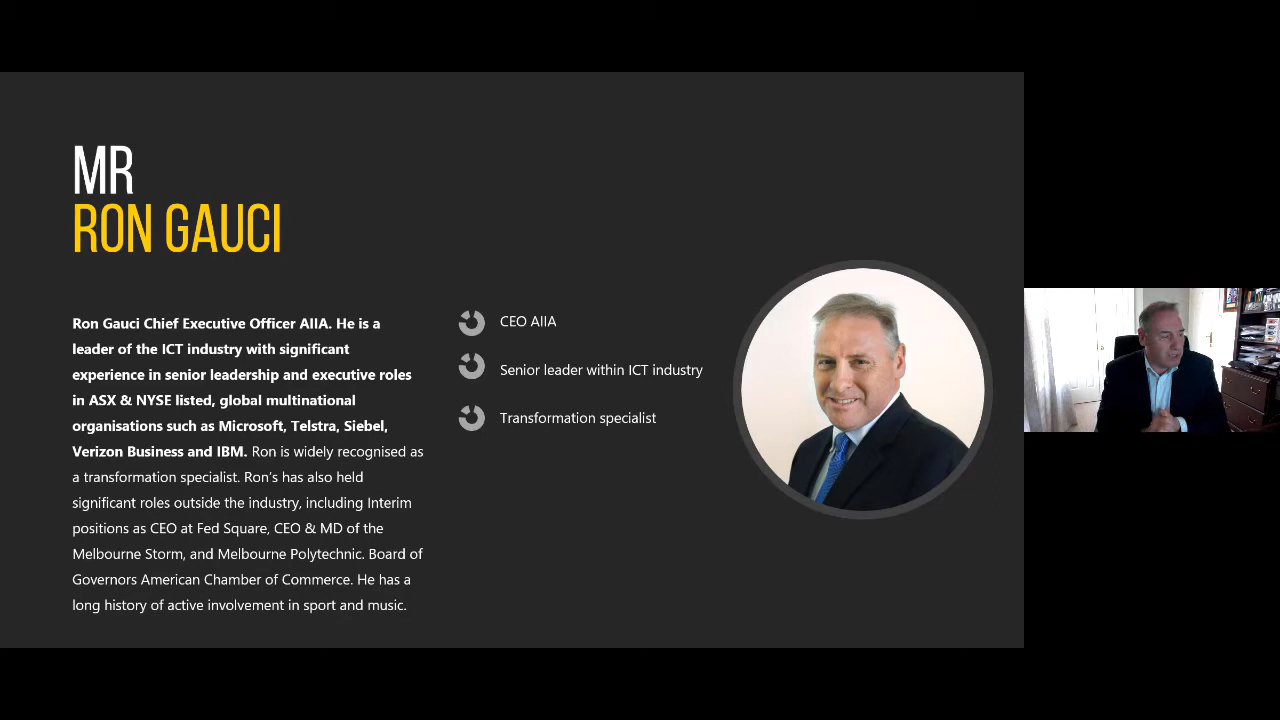 MR
RON GAUCI
Ron Gauci Chief Executive Officer AIIA. He is a
leader of the ICT industry with significant
experience in senior leadership and executive roles
in ASX & NYSE listed, global multinational
organisations such as Microsoft, Telstra, Siebel,
Verizon Business and IBM. Ron is widely recognised as
a transformation specialist. Ron’s has also held
significant roles outside the industry, including Interim
positions as CEO at Fed Square, CEO & MD of the
Melbourne Storm, and Melbourne Polytechnic. Board of
Governors American Chamber of Commerce. He has a
long history of active involvement in sport and music.
CEO AIIA
Senior leader within ICT industry
Transformation specialist